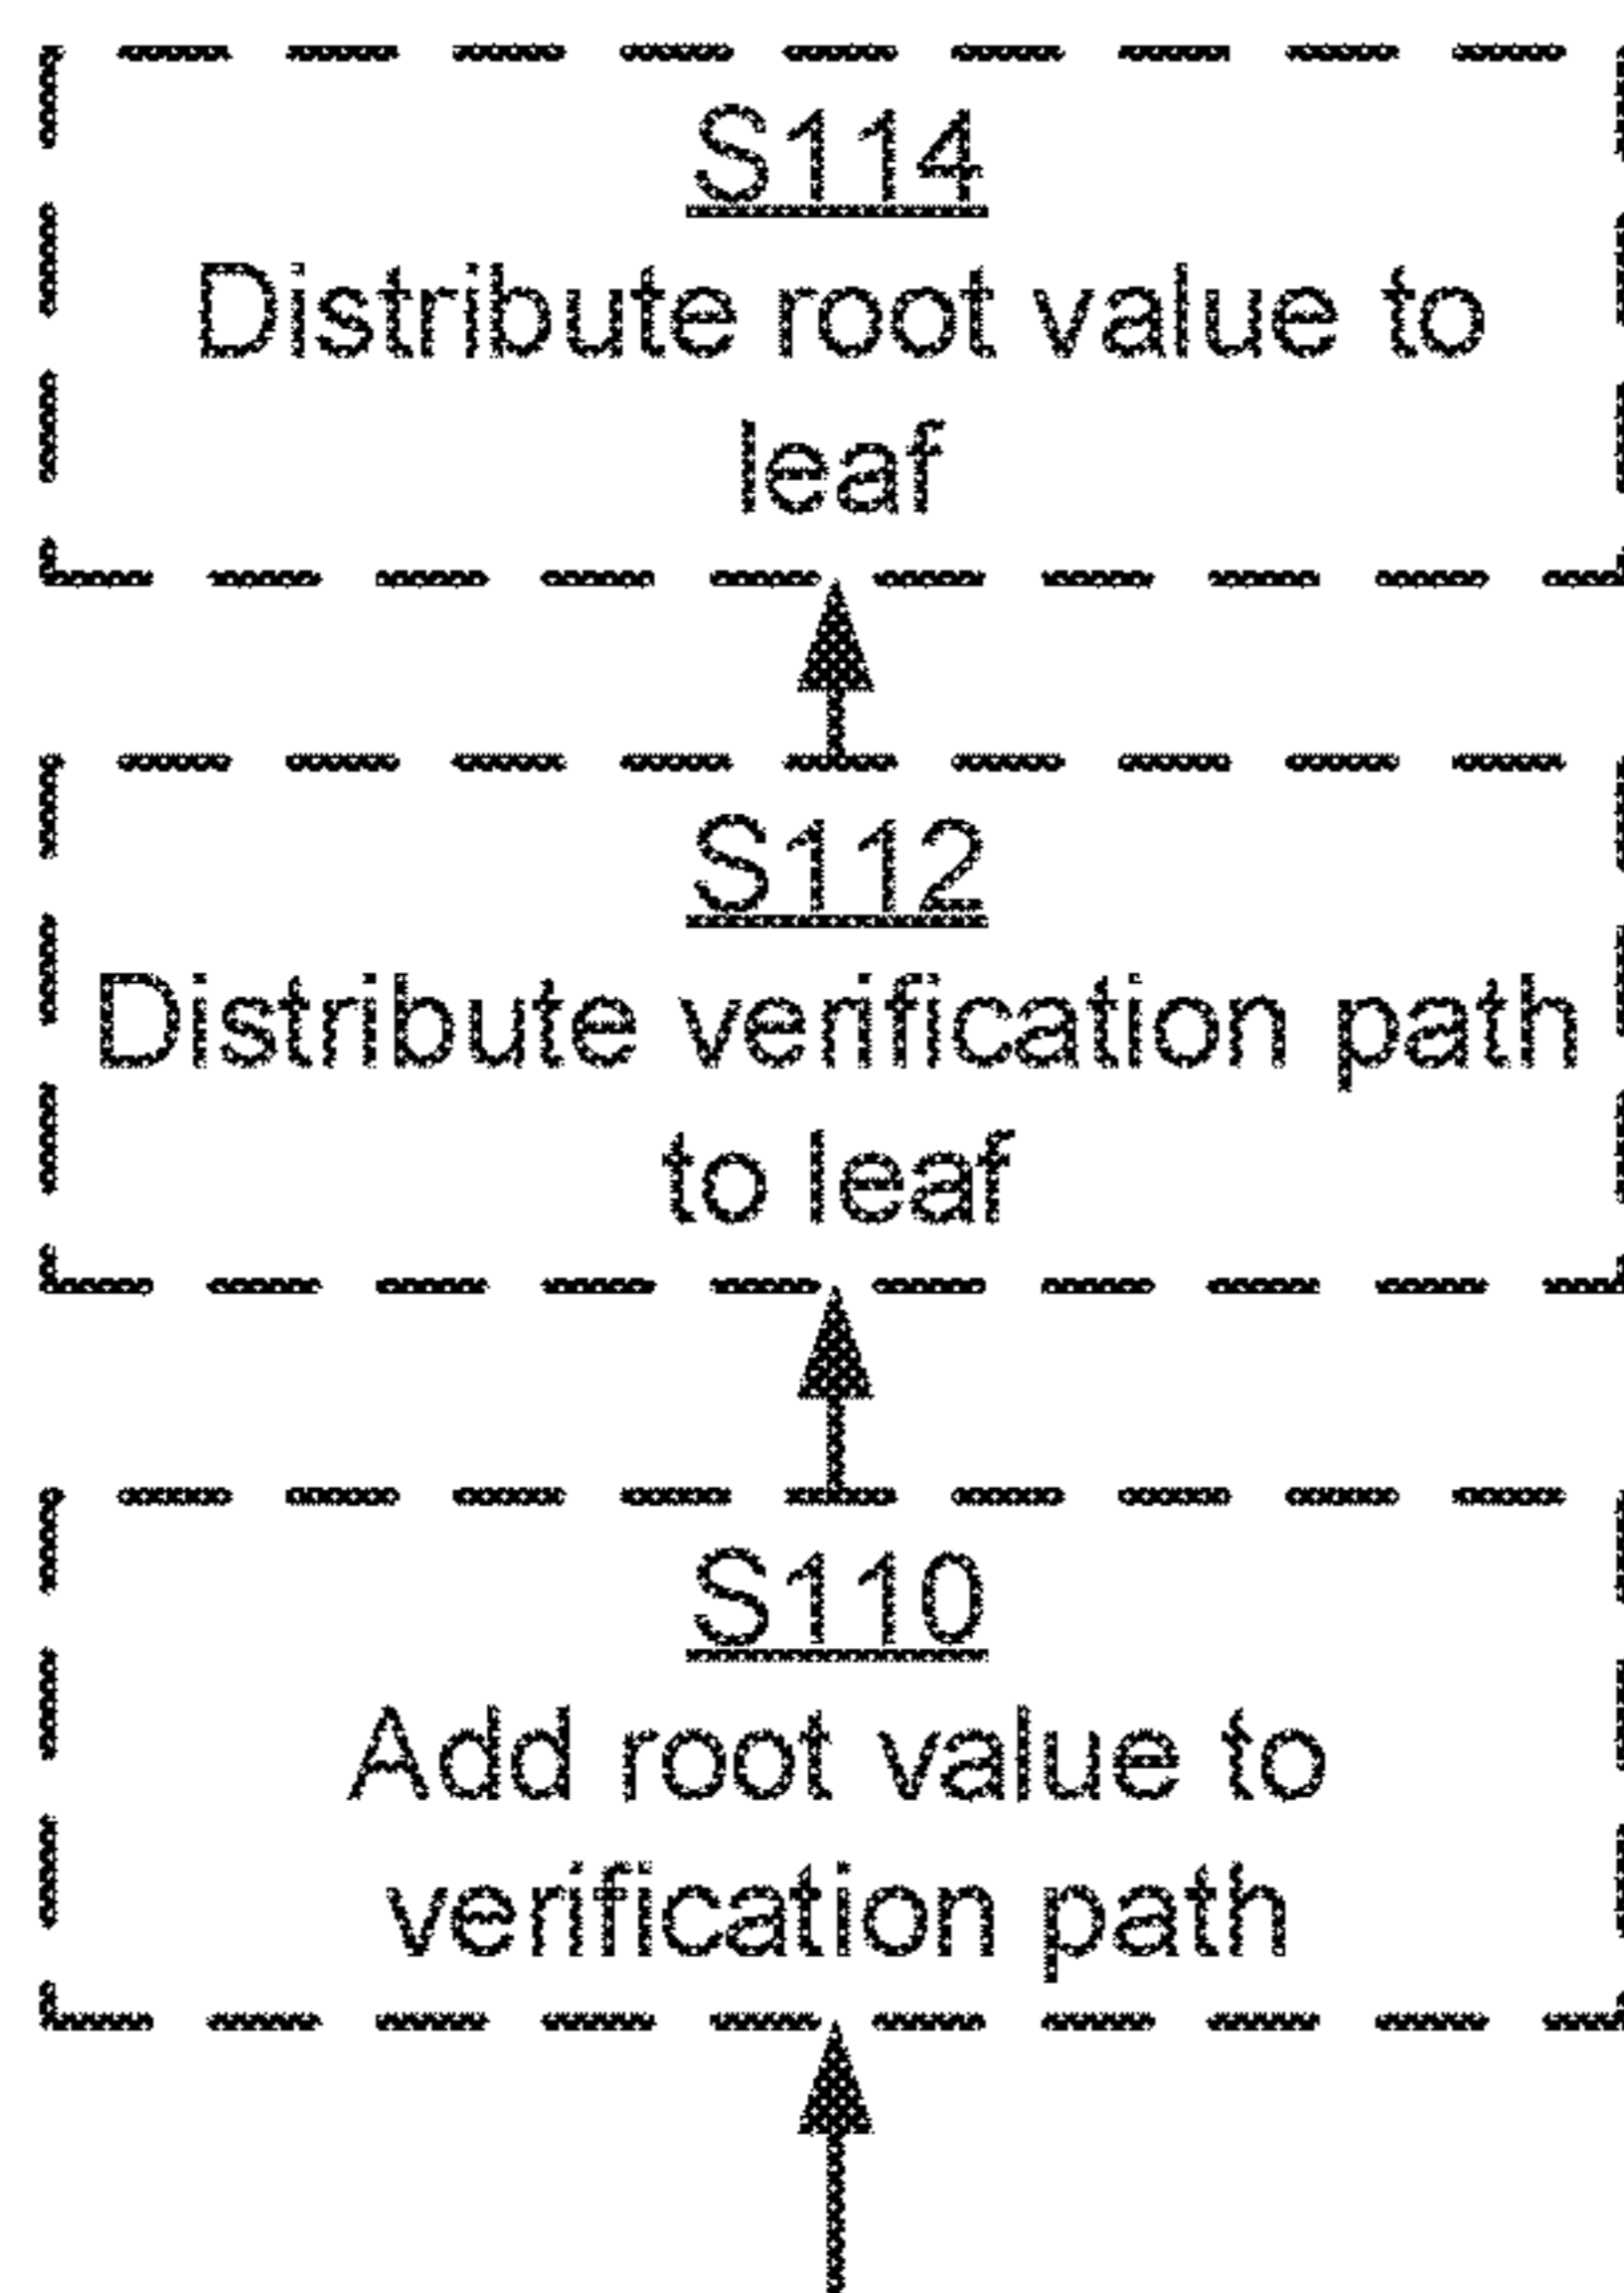 S114
Distribute root value to
leaf
S112
Distribute verification path
to leaf
S110
Add root value to
verification path